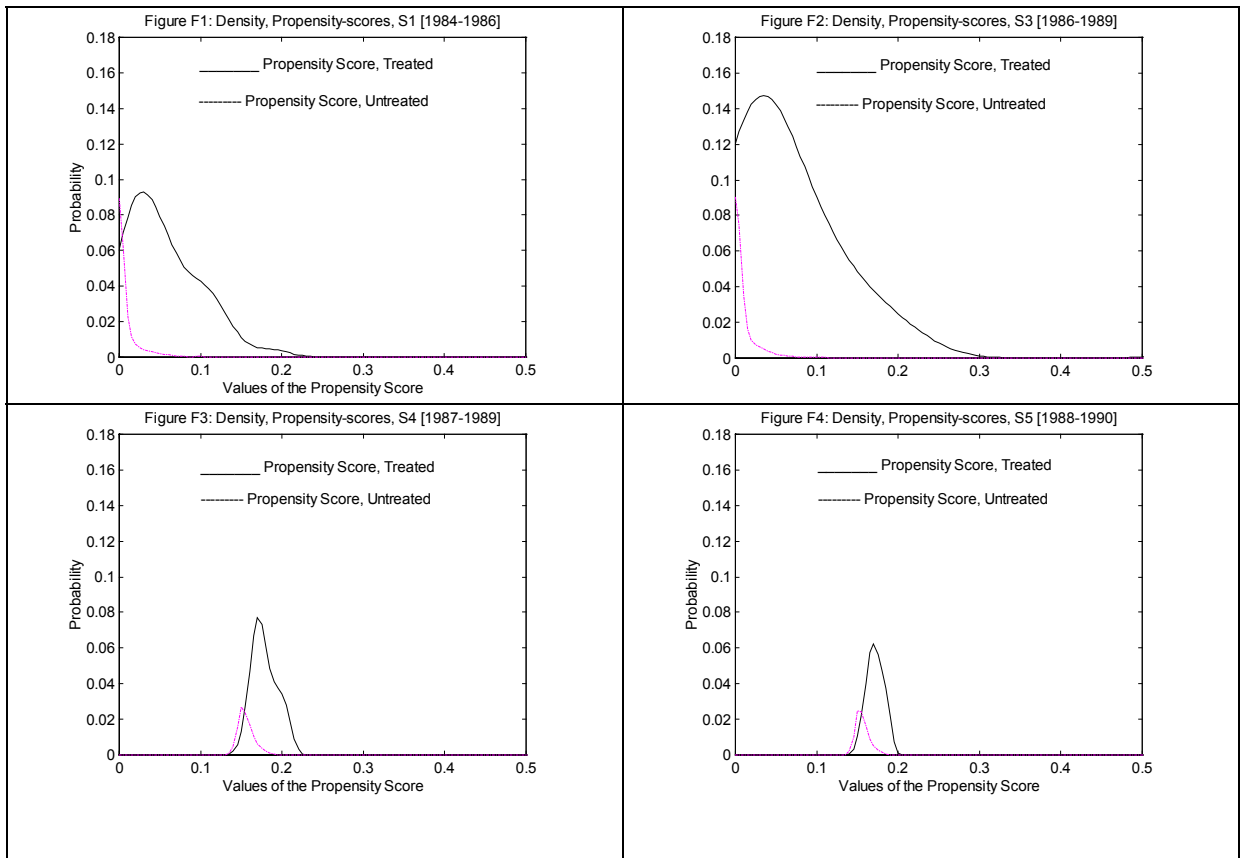 Figure F1: Density, Propensity-scores, S1 [1984-1986]
0.18
0.16
0.14
0.12
0.1
0.08
0.06
0.04
0.02
0
Probability
Propensity Score, Treated
Propensity Score, Untreated
0 0.1 0.2 0.3 0.4 0.5
Values of the Propensity Score
Figure F2: Density, Propensity-scores, S3 [1986-1989]
0.18
0.16
0.14
0.12
0.1
0.08
0.06
0.04
0.02
0
Propensity Score, Treated
Propensity Score, Untreated
0 0.1 0.2 0.3 0.4 0.5
Figure F3: Density, Propensity-scores, S4 [1987-1989]
0.18
0.16
0.14
0.12
0.1
0.08
0.06
0.04
0.02
0
Probability
Propensity Score, Treated
Propensity Score, Untreated
0 0.1 0.2 0.3 0.4 0.5
Values of the Propensity Score
Figure F4: Density, Propensity-scores, S5 [1988-1990]
0.18
0.16
0.14
0.12
0.1
0.08
0.06
0.04
0.02
0
Probability
Propensity Score, Treated
Propensity Score, Untreated
0 0.1 0.2 0.3 0.4 0.5
Values of the Propensity Score